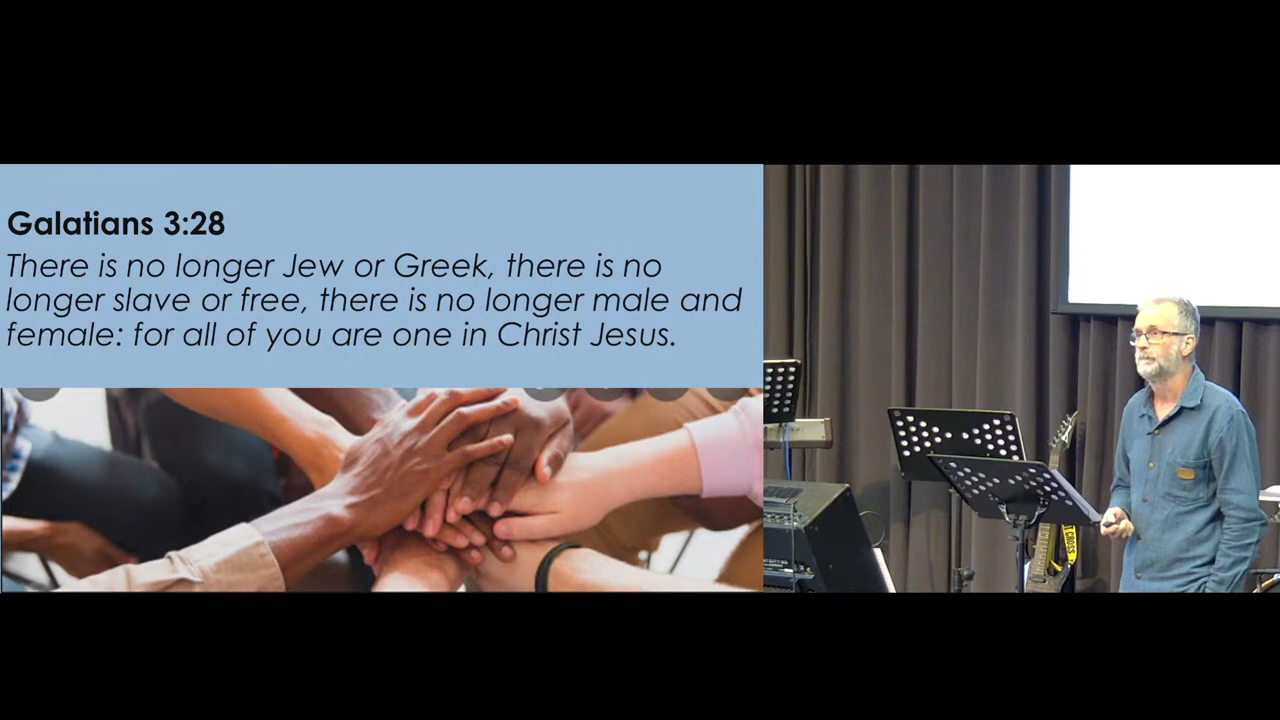 Galatians 3:28
There is no longer Jew or Greek, there is no
longer slave or free, there is no longer male and
female: for all of you are one in Christ Jesus.
CROSS